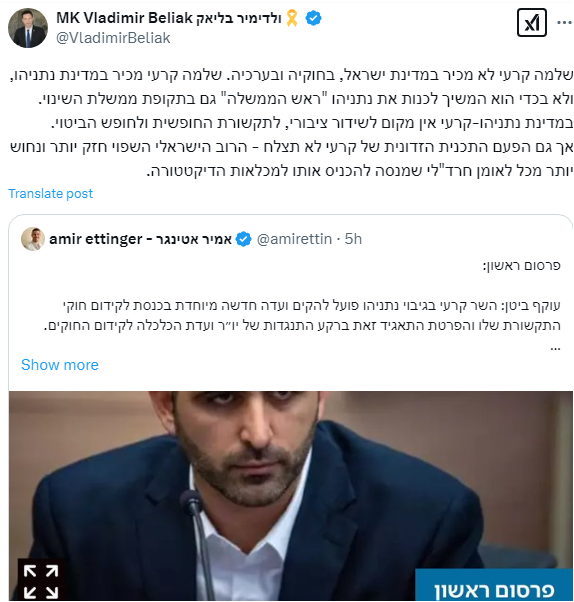 MK Vladimir Beliak ולדימיר בליאק
@VladimirBeliak
שלמה קרעי לא מכיר במדינת ישראל, בחוקיה ובערכיה. שלמה קרעי מכיר במדינת נתניהו,
ולא בכדי הוא המשיך לכנות את נתניהו "ראש הממשלה" גם בתקופת ממשלת השינוי.
במדינת נתניהו-קרעי אין מקום לשידור ציבורי, לתקשורת החופשית ולחופש הביטוי.
אך גם הפעם התכנית הזדונית של קרעי לא תצלח - הרוב הישראלי השפוי חזק יותר ונחוש
יותר מכל לאומן חרד"לי שמנסה להכניס אותו למכלאות הדיקטטורה.
Translate post
amir ettinger - אמיר אטינגר @amirettin · 5h
פרסום ראשון:
עוקף ביטן: השר קרעי בגיבוי נתניהו פועל להקים ועדה חדשה מיוחדת בכנסת לקידום חוקי
התקשורת שלו והפרטת התאגיד זאת ברקע התנגדות של יו״ר ועדת הכלכלה לקידום החוקים.
...
Show more
פרסום ראשון